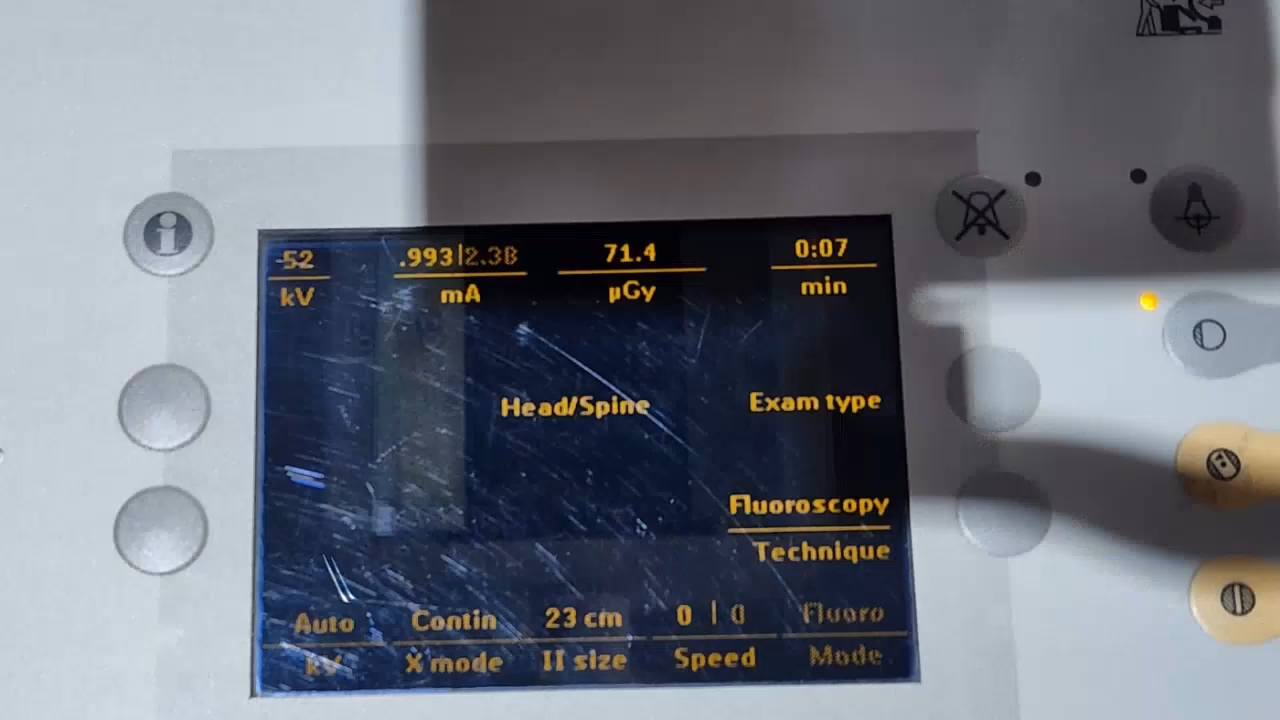 52 .993|2.38 71.4 0:07
kV mA µGy min
Head/Spine Exam type
Fluoroscopy
Technique
Auto Contin 23 cm 0 | 0 Fluoro
kV X mode II size Speed Mode